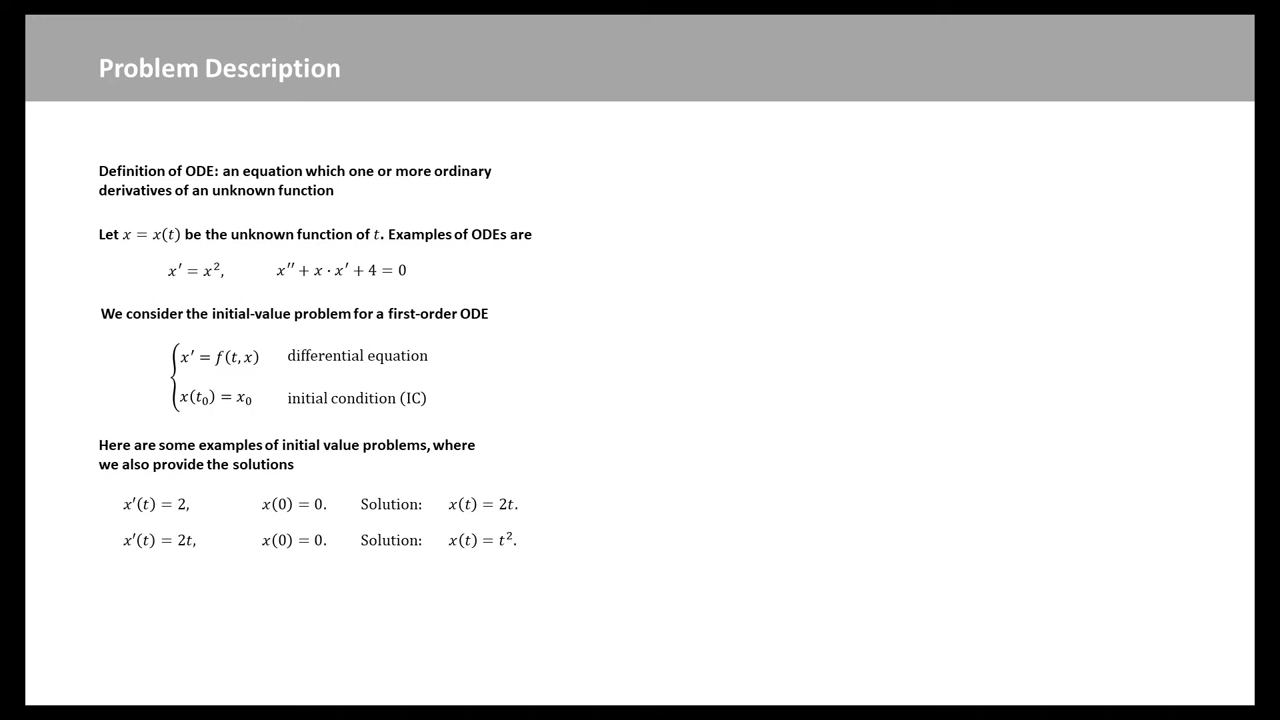 Problem Description
Definition of ODE: an equation which one or more ordinary
derivatives of an unknown function
Let x = x(t) be the unknown function of t. Examples of ODEs are
x′ = x², x′′ + x · x′ + 4 = 0
We consider the initial-value problem for a first-order ODE
x′ = f(t, x) differential equation
x(t₀) = x₀ initial condition (IC)
Here are some examples of initial value problems, where
we also provide the solutions
x′(t) = 2, x(0) = 0. Solution: x(t) = 2t.
x′(t) = 2t, x(0) = 0. Solution: x(t) = t².